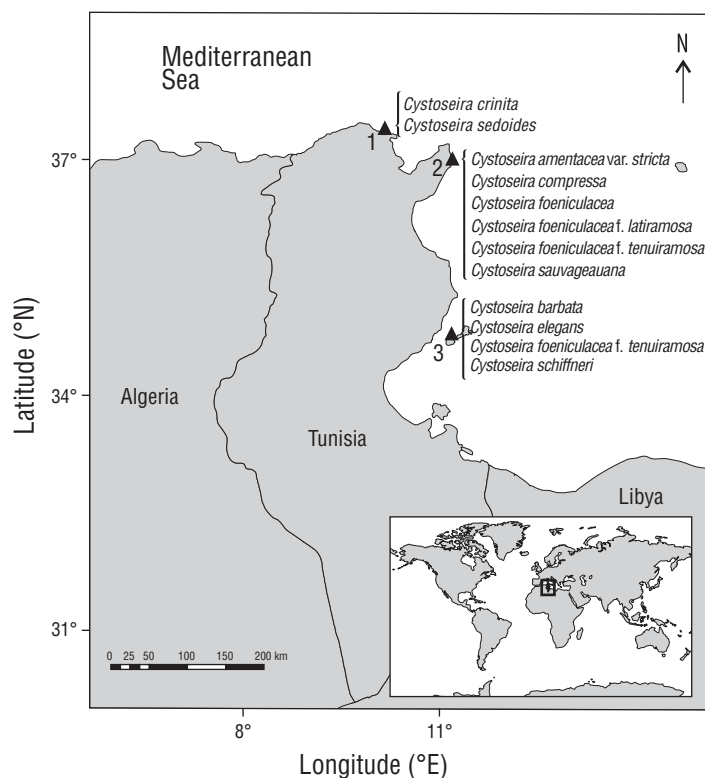 Mediterranean
Sea
N
Cystoseira crinita
Cystoseira sedoides
1
37°
2
Cystoseira amentacea var. stricta
Cystoseira compressa
Cystoseira foeniculacea
Cystoseira foeniculacea f. latiramosa
Cystoseira foeniculacea f. tenuiramosa
Cystoseira sauvageauana
Cystoseira barbata
Cystoseira elegans
Cystoseira foeniculacea f. tenuiramosa
Cystoseira schiffneri
3
Latitude (°N)
34°
Algeria
Tunisia
Libya
31°
0 25 50 100 150 200 km
8° 11°
Longitude (°E)